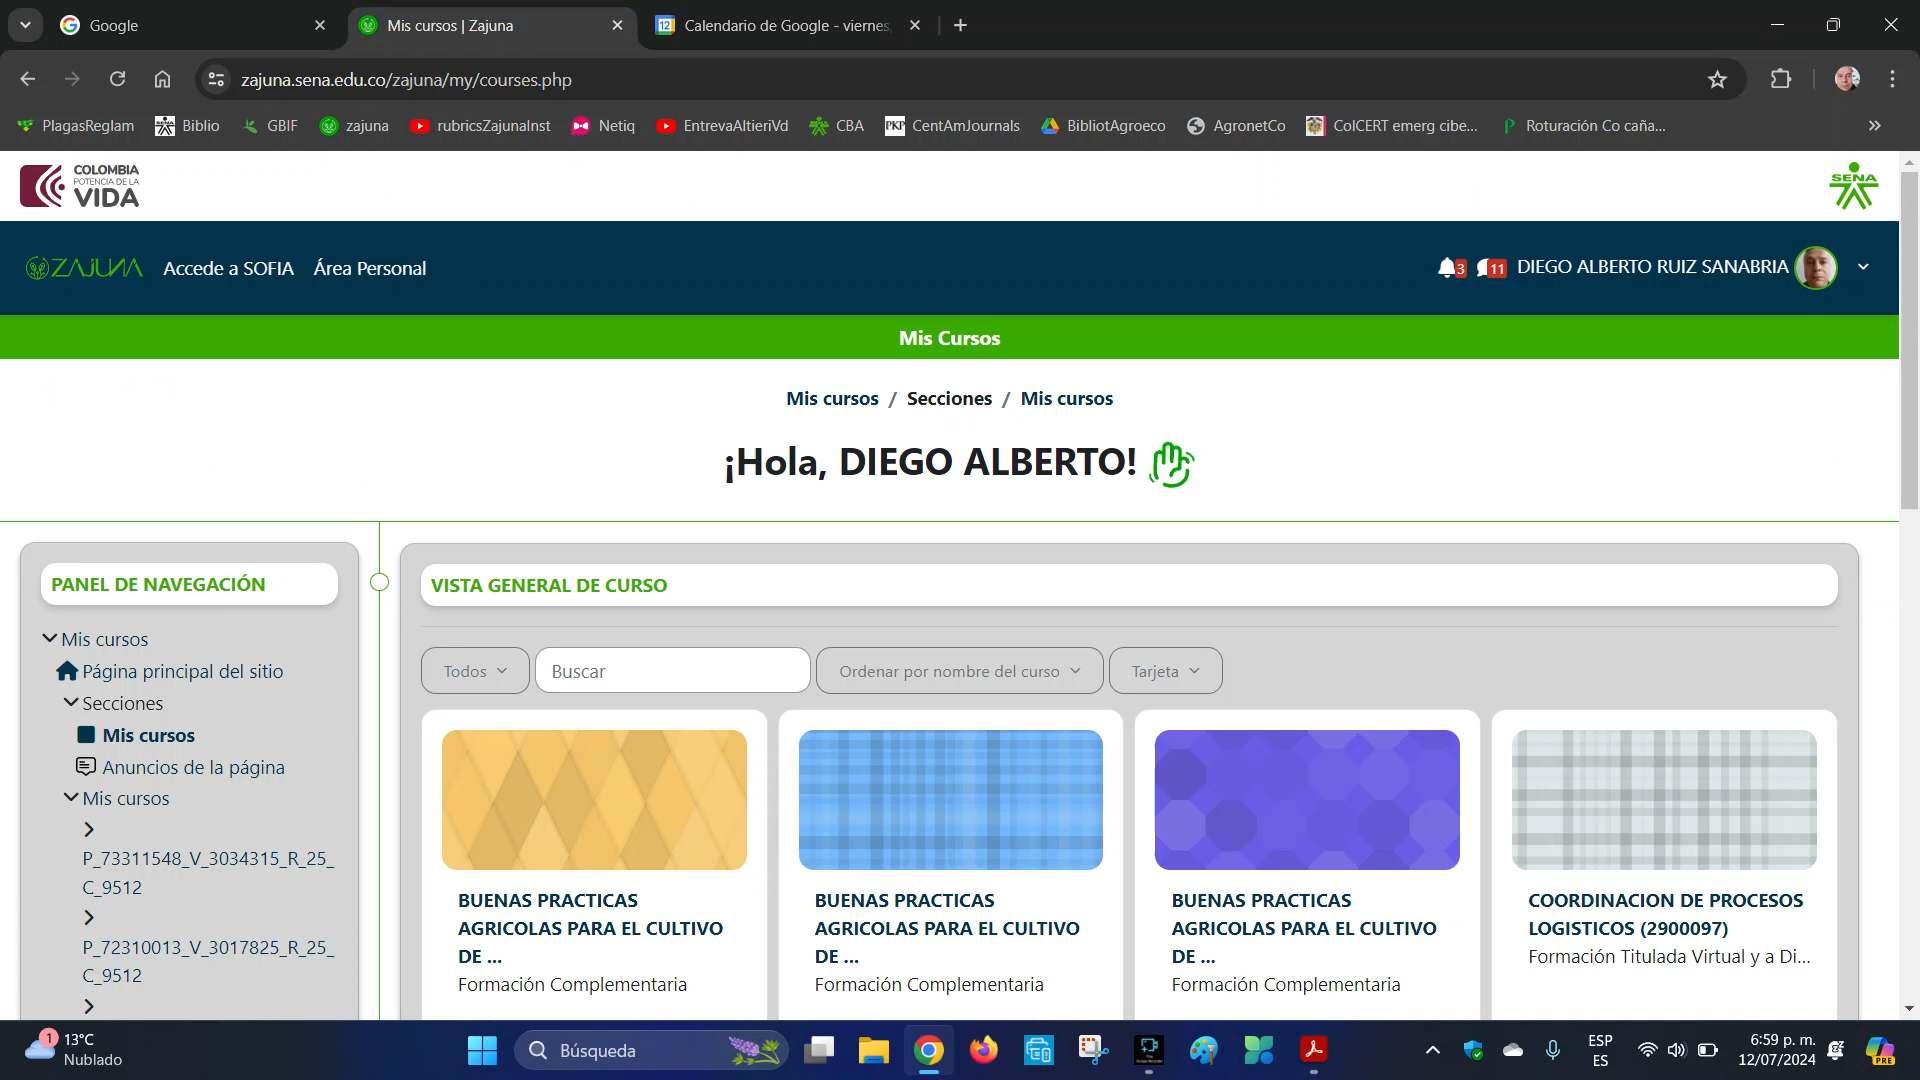 Google
Mis cursos | Zajuna
12
Calendario de Google - viernes,
zajuna.sena.edu.co/zajuna/my/courses.php
PlagasReglam
SENA
Biblio
GBIF
zajuna
rubricsZajunaInst
Netiq
EntrevaAltieriVd
CBA
PKP
CentAmJournals
BibliotAgroeco
AgronetCo
ColCERT emerg cibe...
Roturación Co caña...
COLOMBIA
POTENCIA DE LA
VIDA
SENA
ZAJUNA
Accede a SOFIA
Área Personal
3
11
DIEGO ALBERTO RUIZ SANABRIA
Mis Cursos
Mis cursos / Secciones / Mis cursos
¡Hola, DIEGO ALBERTO!
PANEL DE NAVEGACIÓN
Mis cursos
Página principal del sitio
Secciones
Mis cursos
Anuncios de la página
Mis cursos
P_73311548_V_3034315_R_25_
C_9512
P_72310013_V_3017825_R_25_
C_9512
VISTA GENERAL DE CURSO
Todos
Buscar
Ordenar por nombre del curso
Tarjeta
BUENAS PRACTICAS
AGRICOLAS PARA EL CULTIVO
DE ...
Formación Complementaria
BUENAS PRACTICAS
AGRICOLAS PARA EL CULTIVO
DE ...
Formación Complementaria
BUENAS PRACTICAS
AGRICOLAS PARA EL CULTIVO
DE ...
Formación Complementaria
COORDINACION DE PROCESOS
LOGISTICOS (2900097)
Formación Titulada Virtual y a Di...
1
13°C
Nublado
Búsqueda
ESP
ES
6:59 p. m.
12/07/2024
PRE